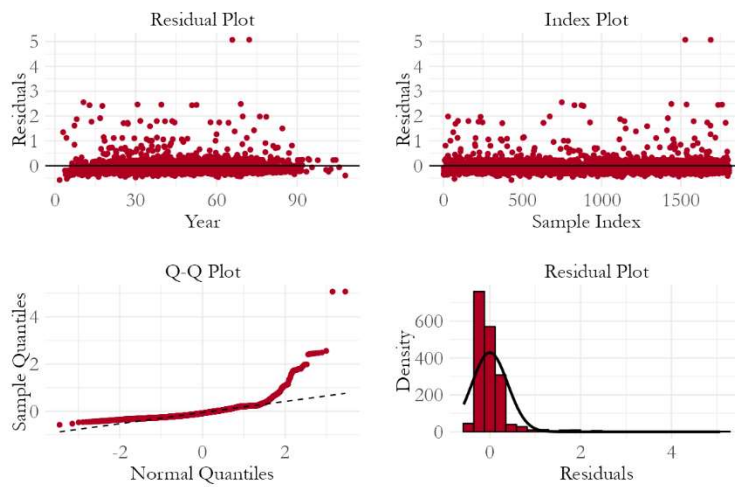 Residual Plot
Residuals
5
4
3
2
1
0
0 30 60 90
Year
Index Plot
Residuals
5
4
3
2
1
0
0 500 1000 1500
Sample Index
Q-Q Plot
Sample Quantiles
4
2
0
-2 0 2
Normal Quantiles
Residual Plot
Density
600
400
200
0
0 2 4
Residuals